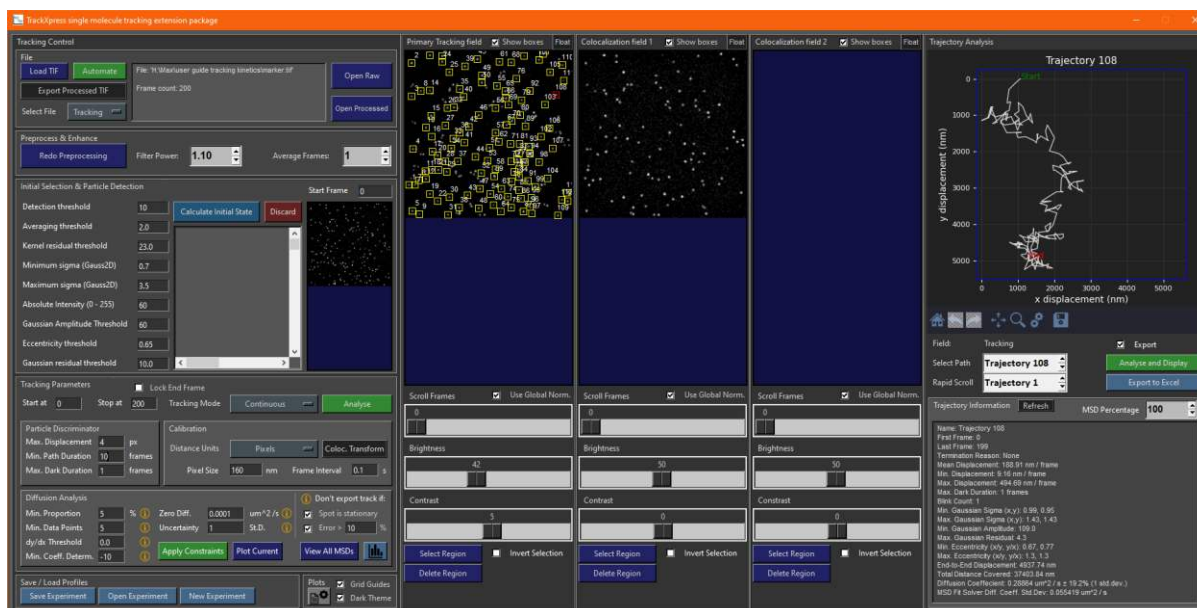 TrackXpress single molecule tracking extension package
Tracking Control
File
Load TIF Automate
File: 'H:\Max\user guide tracking kinetics\marker.tif'
Frame count: 200
Open Raw
Export Processed TIF
Select File Tracking
Open Processed
Preprocess & Enhance
Redo Preprocessing Filter Power: 1.10 Average Frames: 1
Initial Selection & Particle Detection
Start Frame 0
Detection threshold 10
Calculate Initial State Discard
Averaging threshold 2.0
Kernel residual threshold 23.0
Minimum sigma (Gauss2D) 0.7
Maximum sigma (Gauss2D) 3.5
Absolute Intensity (0 - 255) 60
Gaussian Amplitude Threshold 60
Eccentricity threshold 0.65
Gaussian residual threshold 10.0
Tracking Parameters
Lock End Frame
Start at 0 Stop at 200 Tracking Mode Continuous Analyse
Particle Discriminator
Max. Displacement 4 px
Min. Path Duration 10 frames
Max. Dark Duration 1 frames
Calibration
Distance Units Pixels Coloc. Transform
Pixel Size 160 nm Frame Interval 0.1 s
Diffusion Analysis
Min. Proportion 5 % Zero Diff. 0.0001 um^2 / s
Min. Data Points 5 Uncertainty 1 St.D.
dy/dx Threshold 0.0
Min. Coeff. Determ. -10
Apply Constraints Plot Current View All MSDs
Don't export track if:
Spot is stationary
Error > 10 %
Save / Load Profiles
Save Experiment Open Experiment New Experiment
Plots
Grid Guides
Dark Theme
Primary Tracking field Show boxes Float
Scroll Frames Use Global Norm.
0
Brightness
42
Contrast
5
Select Region Invert Selection
Delete Region
Colocalization field 1 Show boxes Float
Scroll Frames Use Global Norm.
0
Brightness
50
Contrast
0
Select Region Invert Selection
Delete Region
Colocalization field 2 Show boxes Float
Scroll Frames Use Global Norm.
0
Brightness
50
Contrast
0
Select Region Invert Selection
Delete Region
Trajectory Analysis
Trajectory 108
Start
0
1000
2000
3000
4000
5000
y displacement (nm)
0 1000 2000 3000 4000 5000
x displacement (nm)
Field: Tracking Export
Select Path Trajectory 108 Analyse and Display
Rapid Scroll Trajectory 1 Export to Excel
Trajectory Information Refresh MSD Percentage 100
Name: Trajectory 108
First Frame: 0
Last Frame: 199
Termination Reason: None
Mean Displacement: 188.91 nm / frame
Min. Displacement: 9.16 nm / frame
Max. Displacement: 494.69 nm / frame
Max. Dark Duration: 1 frames
Blink Count: 1
Min. Gaussian Sigma (x,y): 0.99, 0.95
Max. Gaussian Sigma (x,y): 1.43, 1.43
Min. Gaussian Amplitude: 109.0
Max. Gaussian Residual: 4.3
Min. Eccentricity (x/y, y/x): 0.67, 0.77
Max. Eccentricity (x/y, y/x): 1.3, 1.3
End-to-End Displacement: 4937.74 nm
Total Distance Covered: 37403.84 nm
Diffusion Coeffecient: 0.28864 um^2 / s ± 19.2% (1 std.dev.)
MSD Fit Solver Diff. Coeff. Std.Dev: 0.055419 um^2 / s